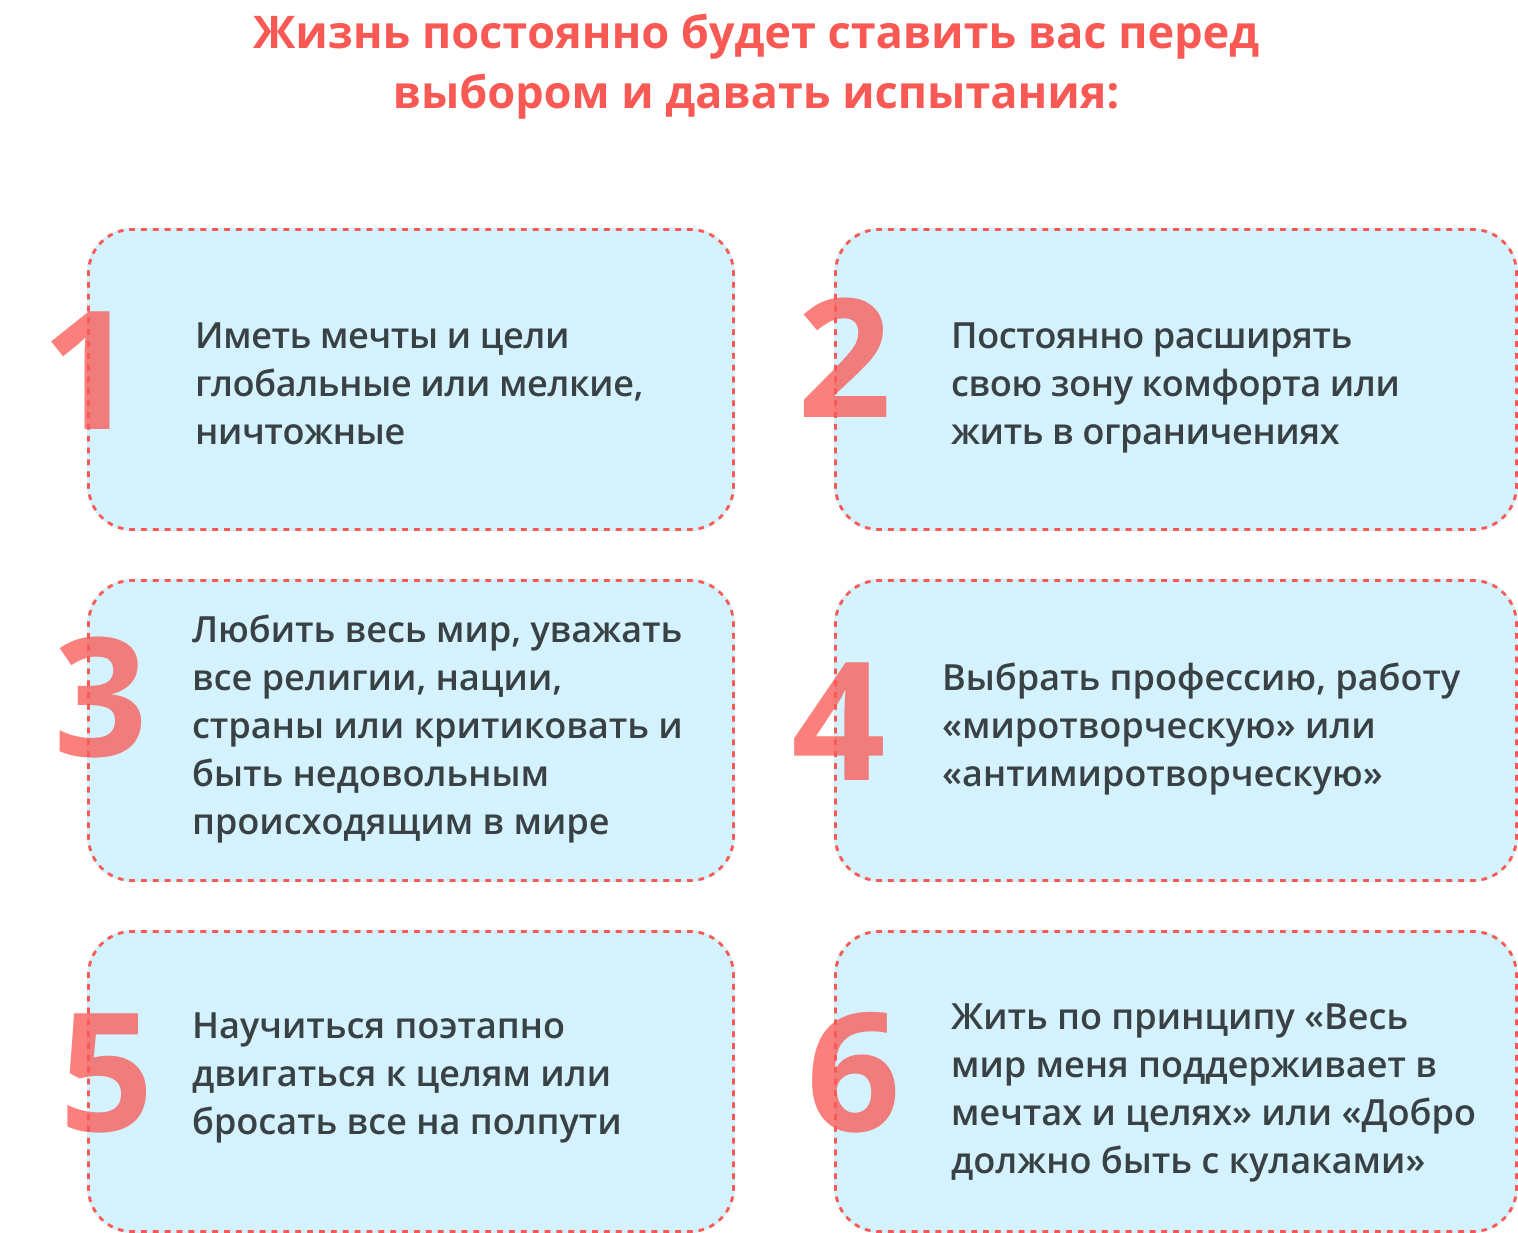 Жизнь постоянно будет ставить вас перед
выбором и давать испытания:
1
Иметь мечты и цели
глобальные или мелкие,
ничтожные
2
Постоянно расширять
свою зону комфорта или
жить в ограничениях
3
Любить весь мир, уважать
все религии, нации,
страны или критиковать и
быть недовольным
происходящим в мире
4
Выбрать профессию, работу
«миротворческую» или
«антимиротворческую»
5
Научиться поэтапно
двигаться к целям или
бросать все на полпути
6
Жить по принципу «Весь
мир меня поддерживает в
мечтах и целях» или «Добро
должно быть с кулаками»